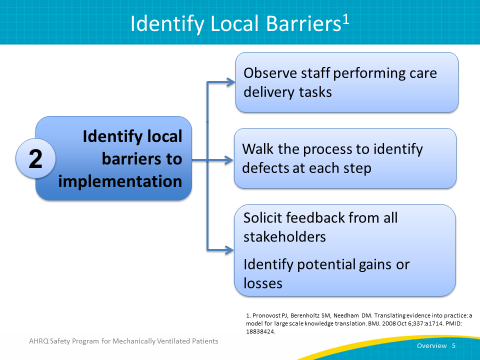 Identify Local Barriers1
2
Identify local
barriers to
implementation
Observe staff performing care
delivery tasks
Walk the process to identify
defects at each step
Solicit feedback from all
stakeholders
Identify potential gains or
losses
1. Pronovost PJ, Berenholtz SM, Needham DM. Translating evidence into practice: a
model for large scale knowledge translation. BMJ. 2008 Oct 6;337:a1714. PMID:
18838424.
AHRQ Safety Program for Mechanically Ventilated Patients
Overview 5